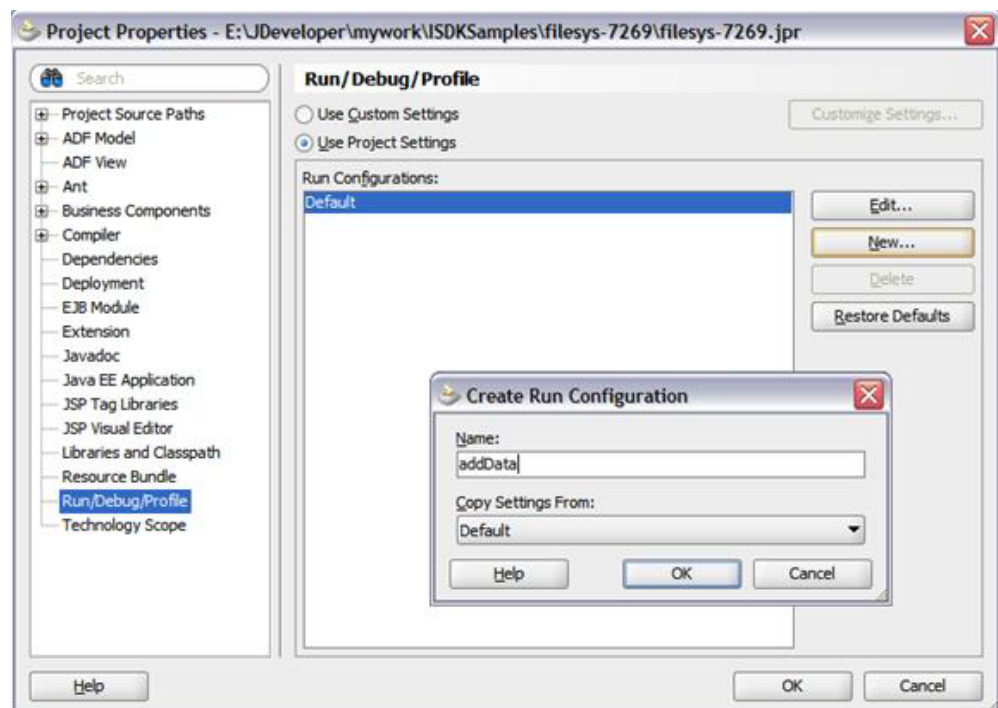 Project Properties - E:\JDeveloper\mywork\ISDKSamples\filesys-7269\filesys-7269.jpr
Search
Project Source Paths
ADF Model
ADF View
Ant
Business Components
Compiler
Dependencies
Deployment
EJB Module
Extension
Javadoc
Java EE Application
JSP Tag Libraries
JSP Visual Editor
Libraries and Classpath
Resource Bundle
Run/Debug/Profile
Technology Scope
Run/Debug/Profile
Use Custom Settings
Customize Settings...
Use Project Settings
Run Configurations:
Default
Edit...
New...
Delete
Restore Defaults
Create Run Configuration
Name:
addData
Copy Settings From:
Default
Help
OK
Cancel
Help
OK
Cancel